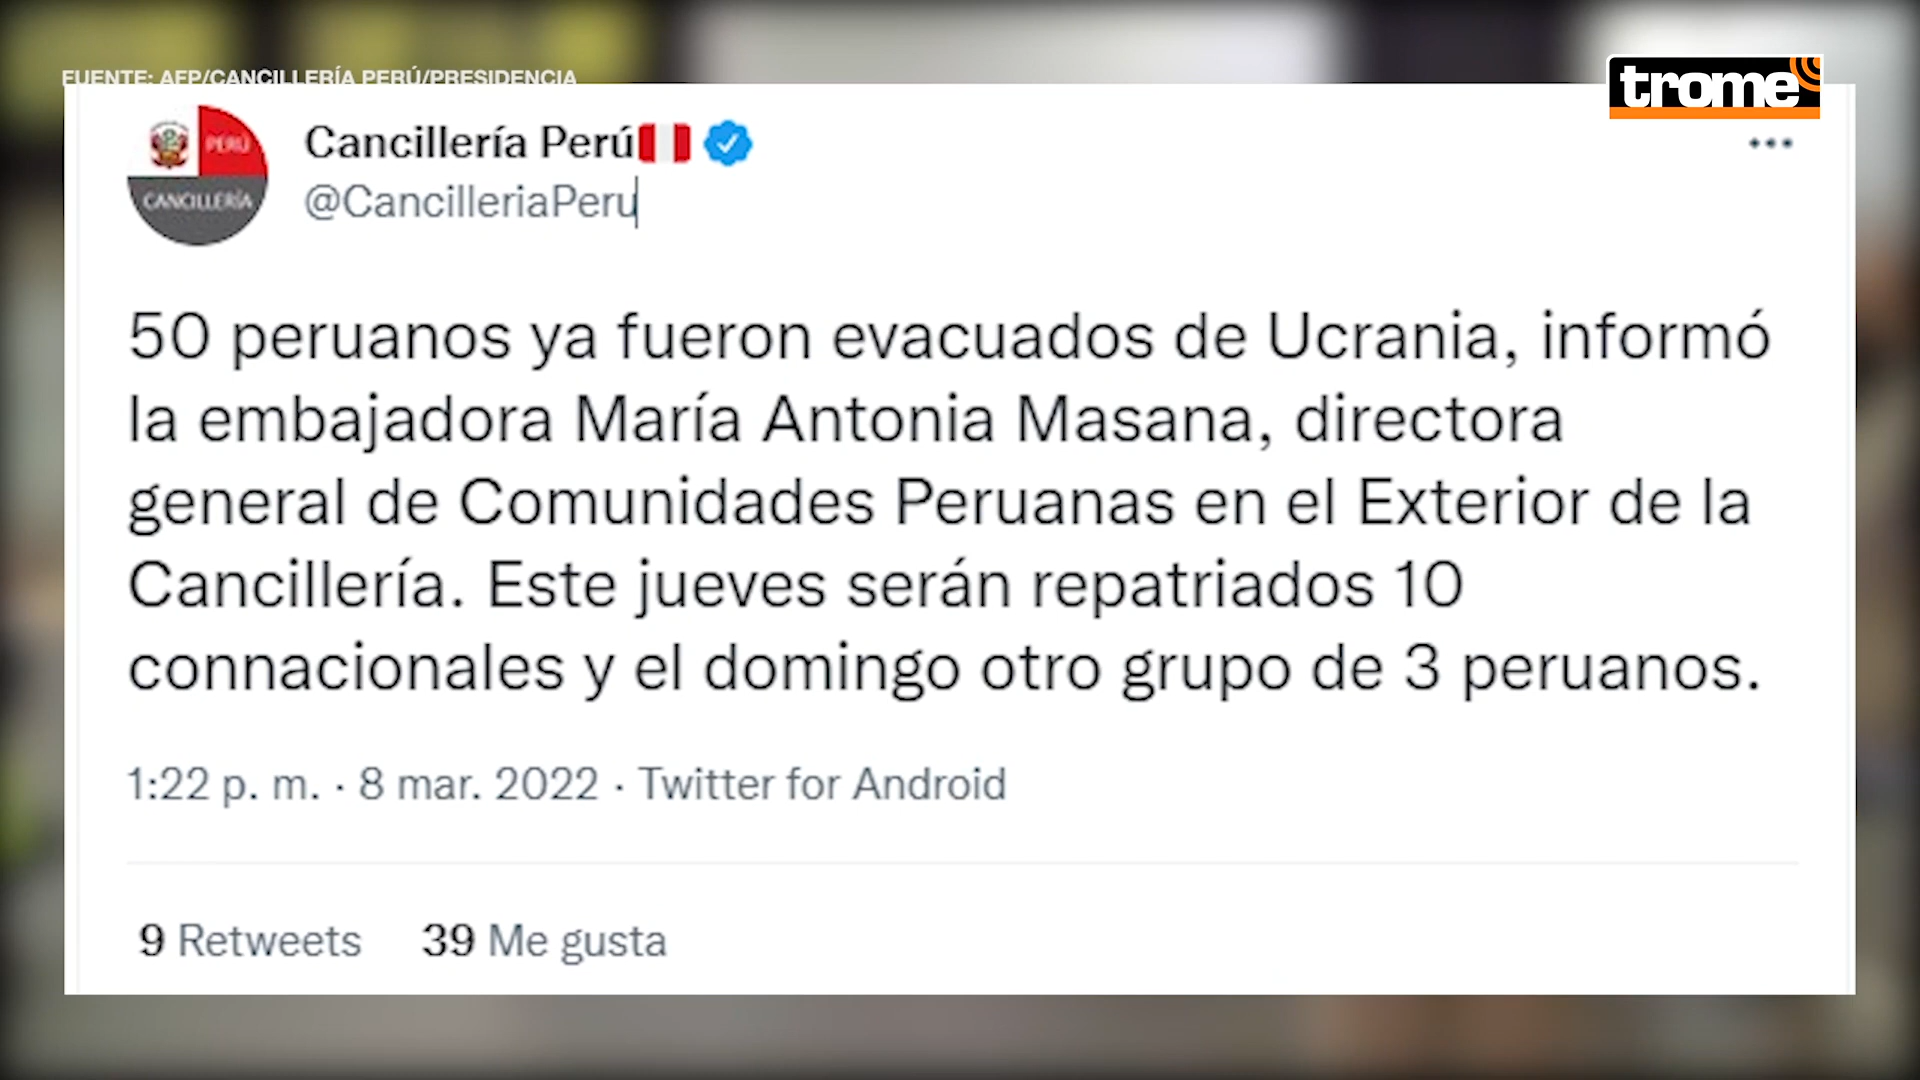 FUENTE: AFP/CANCILLERÍA PERÚ/PRESIDENCIA
trome
PERÚ
CANCILLERÍA
Cancillería Perú
@CancilleriaPeru
50 peruanos ya fueron evacuados de Ucrania, informó
la embajadora María Antonia Masana, directora
general de Comunidades Peruanas en el Exterior de la
Cancillería. Este jueves serán repatriados 10
connacionales y el domingo otro grupo de 3 peruanos.
1:22 p. m. · 8 mar. 2022 · Twitter for Android
9 Retweets 39 Me gusta